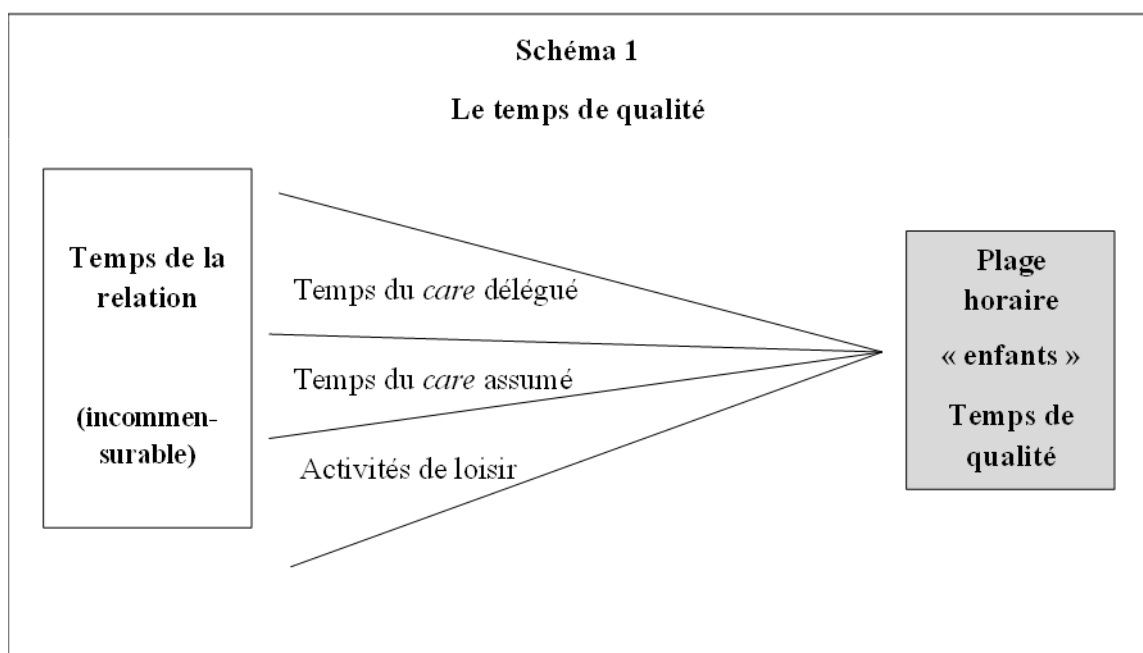 Schéma 1
Le temps de qualité
Temps de la
relation
(incommen-
surable)
Temps du care délégué
Temps du care assumé
Activités de loisir
Plage
horaire
« enfants »
Temps de
qualité